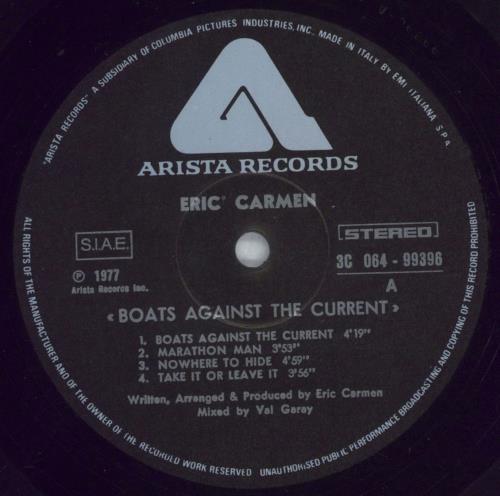 "ARISTA RECORDS" A SUBSIDIARY OF COLUMBIA PICTURES INDUSTRIES, INC. MADE IN ITALY BY EMI ITALIANA S.P.A.
ARISTA RECORDS
ERIC CARMEN
S.I.A.E.
STEREO
℗ 1977
Arista Records Inc.
3C 064 - 99396
A
«BOATS AGAINST THE CURRENT»
1. BOATS AGAINST THE CURRENT 4'19"
2. MARATHON MAN 3'53"
3. NOWHERE TO HIDE 4'59"
4. TAKE IT OR LEAVE IT 3'56"
Written, Arranged & Produced by Eric Carmen
Mixed by Val Garay
ALL RIGHTS OF THE MANUFACTURER AND OF THE OWNER OF THE RECORDED WORK RESERVED UNAUTHORISED PUBLIC PERFORMANCE BROADCASTING AND COPYING OF THIS RECORD PROHIBITED